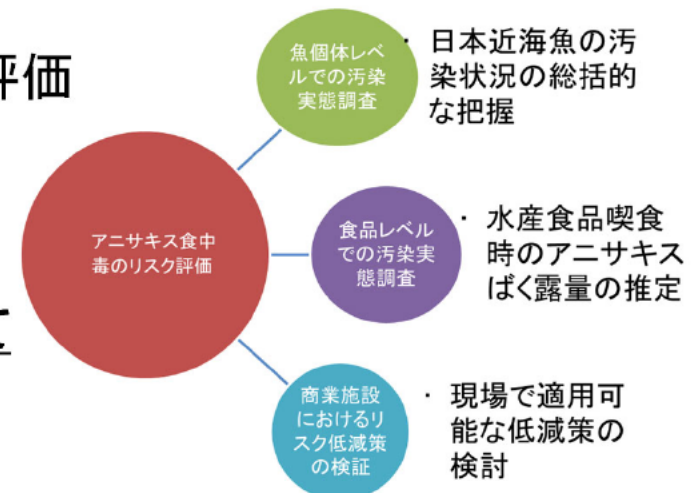 評価
て
アニサキス食中
毒のリスク評価
魚個体レベ
ルでの汚染
実態調査
・ 日本近海魚の汚
染状況の総括的
な把握
食品レベル
での汚染実
態調査
・ 水産食品喫食
時のアニサキス
ばく露量の推定
商業施設
におけるリ
スク低減策
の検証
・ 現場で適用可
能な低減策の
検討